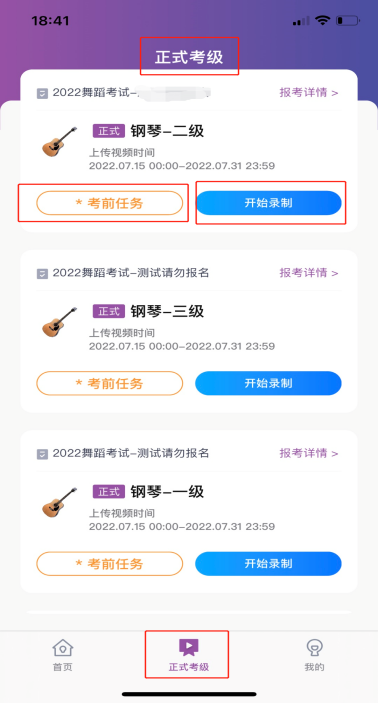 18:41
正式考级
2022舞蹈考试-
报考详情 >
正式 钢琴-二级
上传视频时间
2022.07.15 00:00-2022.07.31 23:59
* 考前任务
开始录制
2022舞蹈考试-测试请勿报名
报考详情 >
正式 钢琴-三级
上传视频时间
2022.07.15 00:00-2022.07.31 23:59
* 考前任务
开始录制
2022舞蹈考试-测试请勿报名
报考详情 >
正式 钢琴-一级
上传视频时间
2022.07.15 00:00-2022.07.31 23:59
* 考前任务
开始录制
首页
正式考级
我的